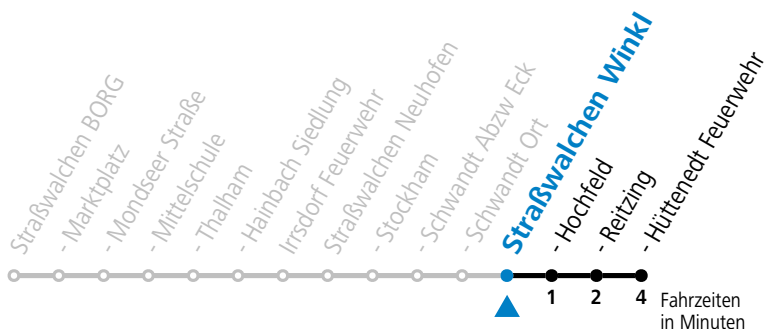 Straßwalchen BORG
- Marktplatz
- Mondseer Straße
- Mittelschule
- Thalham
- Hainbach Siedlung
Irrsdorf Feuerwehr
Straßwalchen Neuhofen
- Stockham
- Schwandt Abzw Eck
- Schwandt Ort
Straßwalchen Winkl
- Hochfeld
- Reitzing
- Hüttenedt Feuerwehr
1 2 4 Fahrzeiten
in Minuten